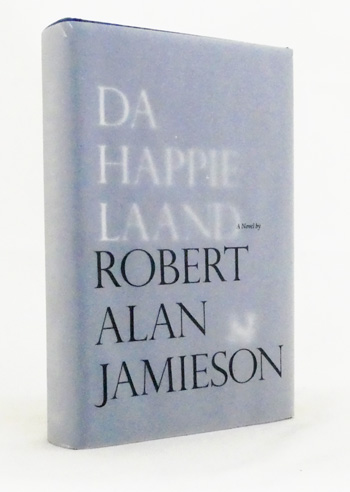 DA
HAPPIE
LAAND
A Novel by
ROBERT
ALAN
JAMIESON